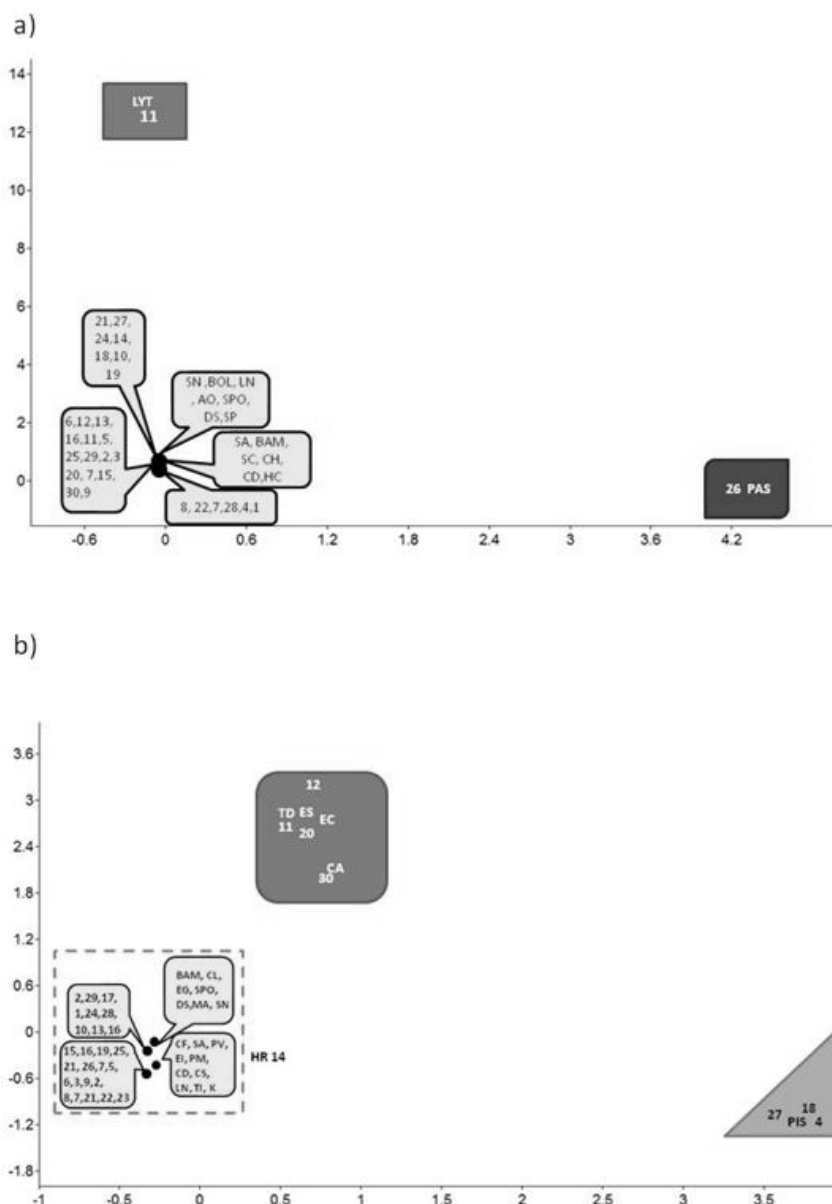 a)
14
LYT
11
12
10
8
6
21,27,
24,14,
18,10,
19
4
SN ,BOL, LN
, AO, SPO,
DS,SP
6,12,13,
16,11,5,
25,29,2,3
20, 7,15,
30,9
2
SA, BAM,
SC, CH,
CD,HC
0
8, 22,7,28,4,1
26 PAS
-0.6 0 0.6 1.2 1.8 2.4 3 3.6 4.2
b)
3.6
12
3
TD ES EC
11 20
2.4
CA
30
1.8
1.2
BAM, CL,
EG, SPO,
DS,MA, SN
0.6
2,29,17,
1,24,28,
10,13,16
0
CF, SA, PV,
EI, PM,
CD, CS,
LN, TI, K
HR 14
15,16,19,25,
21, 26,7,5,
6,3,9,2,
8,7,21,22,23
-0.6
18
27 PIS 4
-1.2
-1.8
-1 -0.5 0 0.5 1 1.5 2 2.5 3 3.5